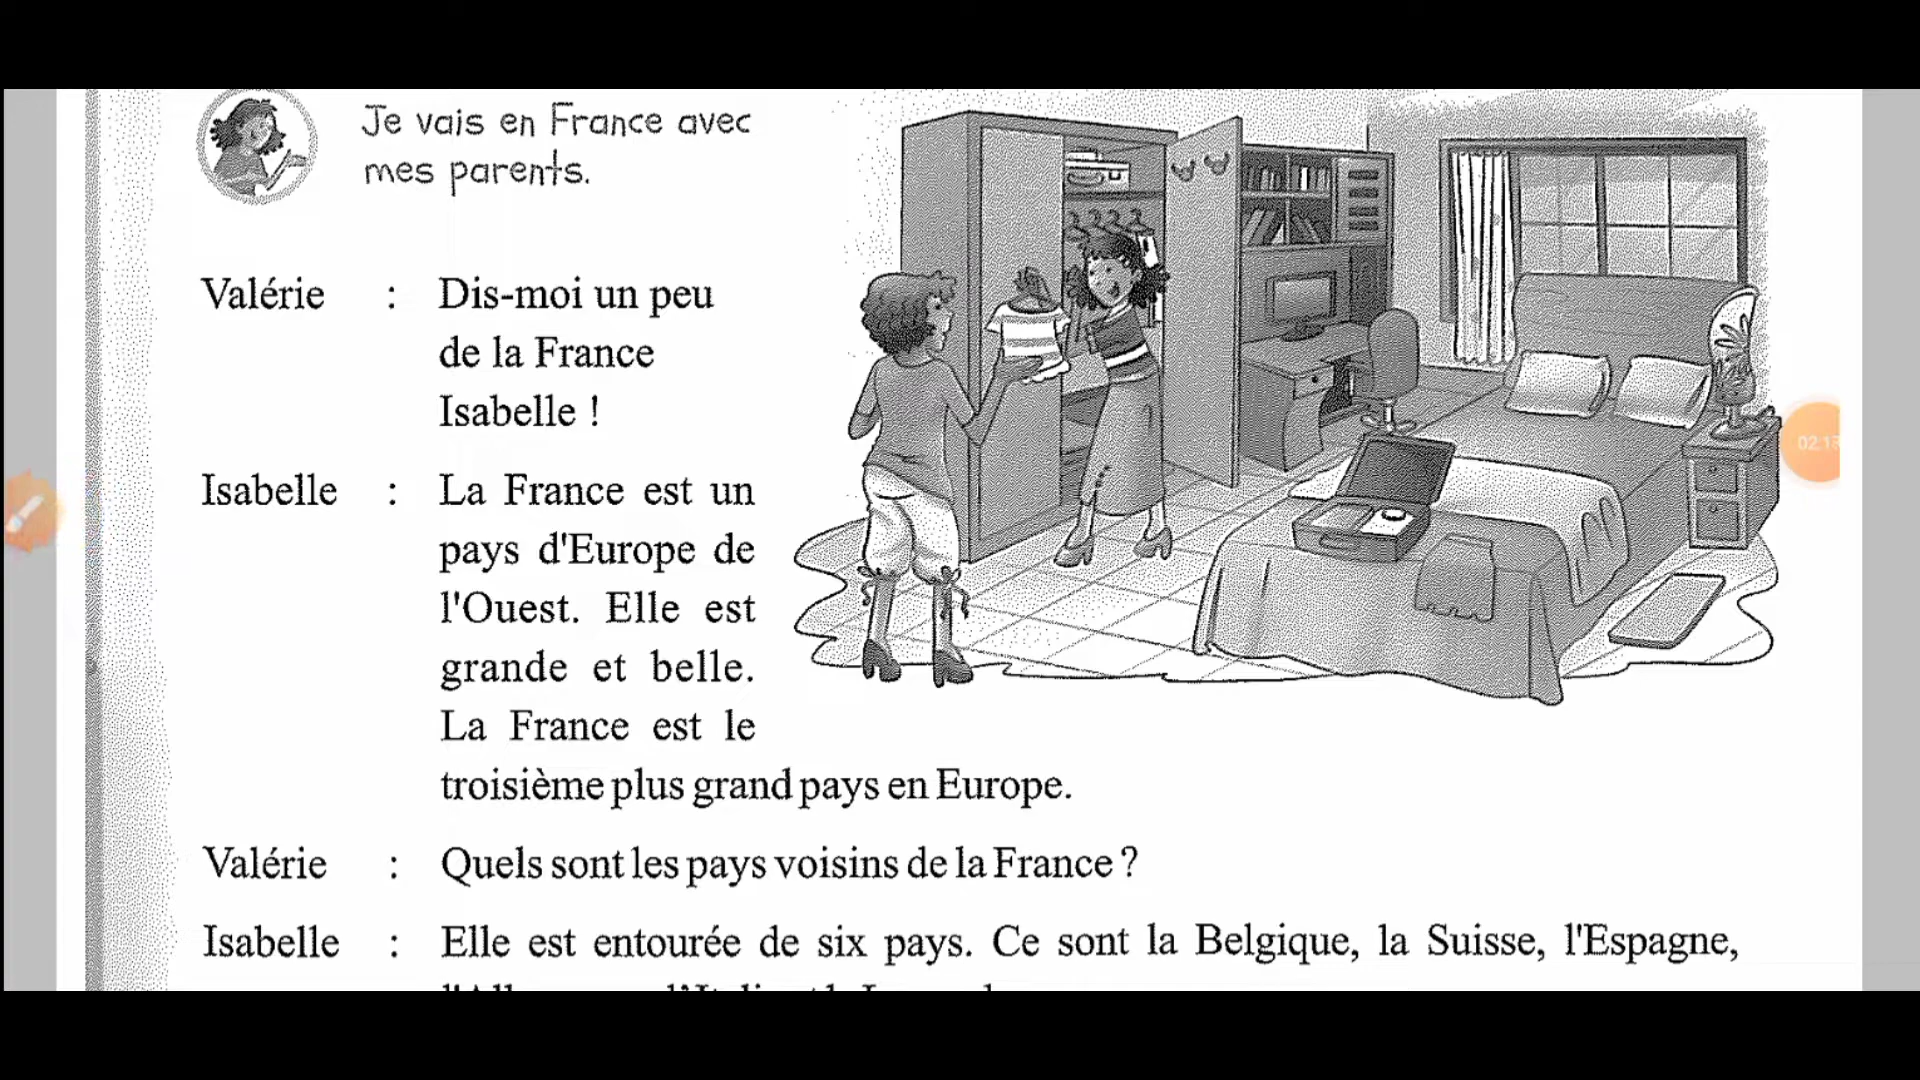 Je vais en France avec
mes parents.
Valérie : Dis-moi un peu
de la France
Isabelle !
Isabelle : La France est un
pays d'Europe de
l'Ouest. Elle est
grande et belle.
La France est le
troisième plus grand pays en Europe.
Valérie : Quels sont les pays voisins de la France ?
Isabelle : Elle est entourée de six pays. Ce sont la Belgique, la Suisse, l'Espagne,